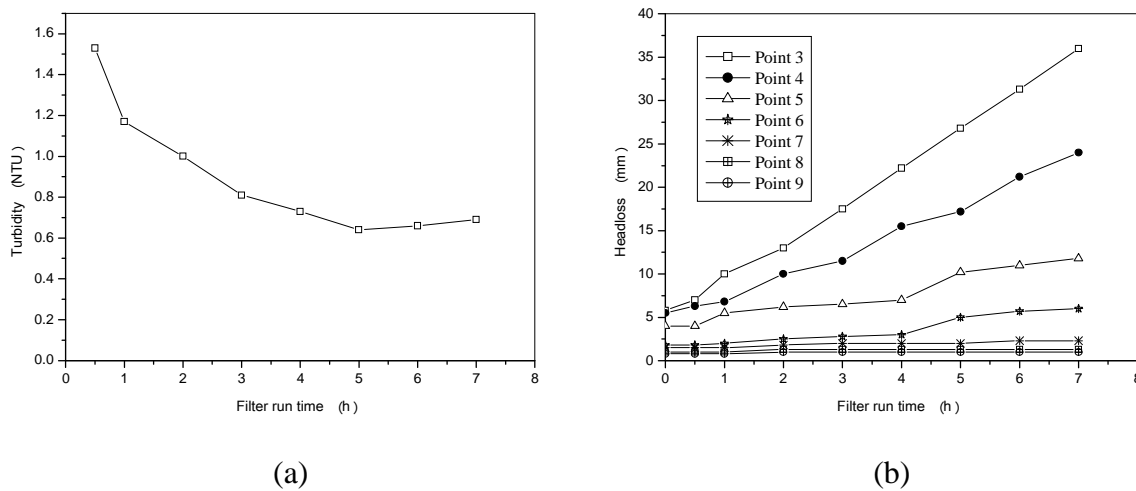 1.6
1.4
1.2
1.0
0.8
0.6
0.4
0.2
0.0
Turbidity (NTU)
0 1 2 3 4 5 6 7 8
Filter run time (h)
(a)
40
35
30
25
20
15
10
5
0
Headloss (mm)
Point 3
Point 4
Point 5
Point 6
Point 7
Point 8
Point 9
0 1 2 3 4 5 6 7 8
Filter run time (h)
(b)